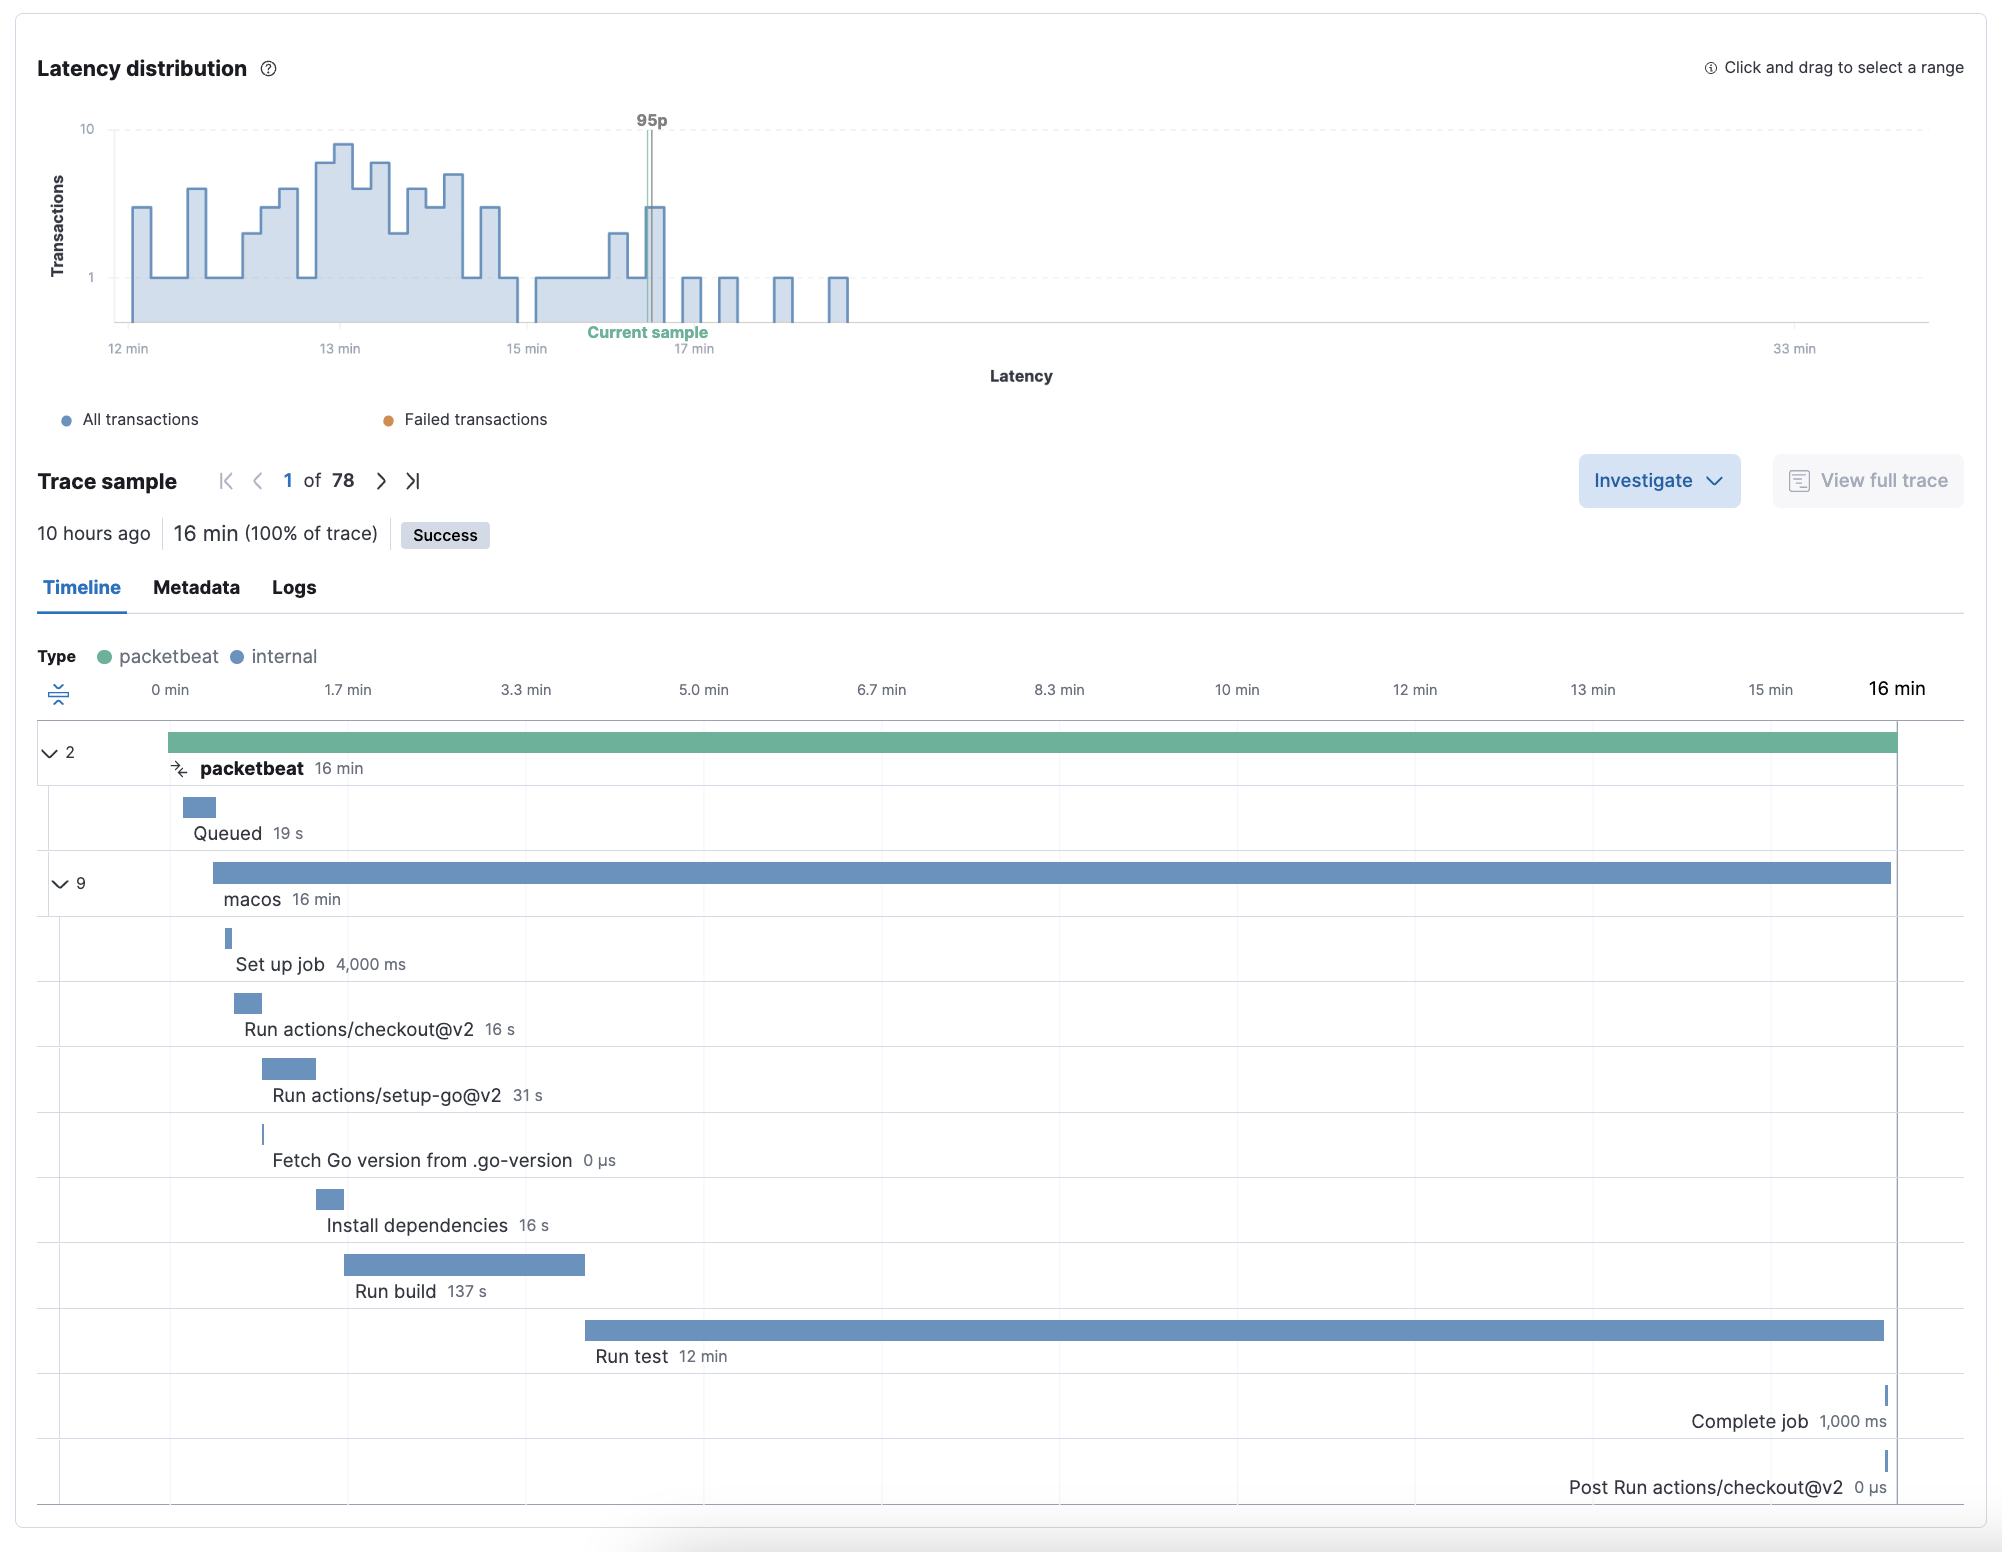 Latency distribution
Click and drag to select a range
95p
10
Transactions
1
Current sample
12 min 13 min 15 min 17 min 33 min
Latency
All transactions Failed transactions
Trace sample 1 of 78 Investigate View full trace
10 hours ago 16 min (100% of trace) Success
Timeline Metadata Logs
Type packetbeat internal
0 min 1.7 min 3.3 min 5.0 min 6.7 min 8.3 min 10 min 12 min 13 min 15 min 16 min
2
packetbeat 16 min
Queued 19 s
9
macos 16 min
Set up job 4,000 ms
Run actions/checkout@v2 16 s
Run actions/setup-go@v2 31 s
Fetch Go version from .go-version 0 μs
Install dependencies 16 s
Run build 137 s
Run test 12 min
Complete job 1,000 ms
Post Run actions/checkout@v2 0 μs